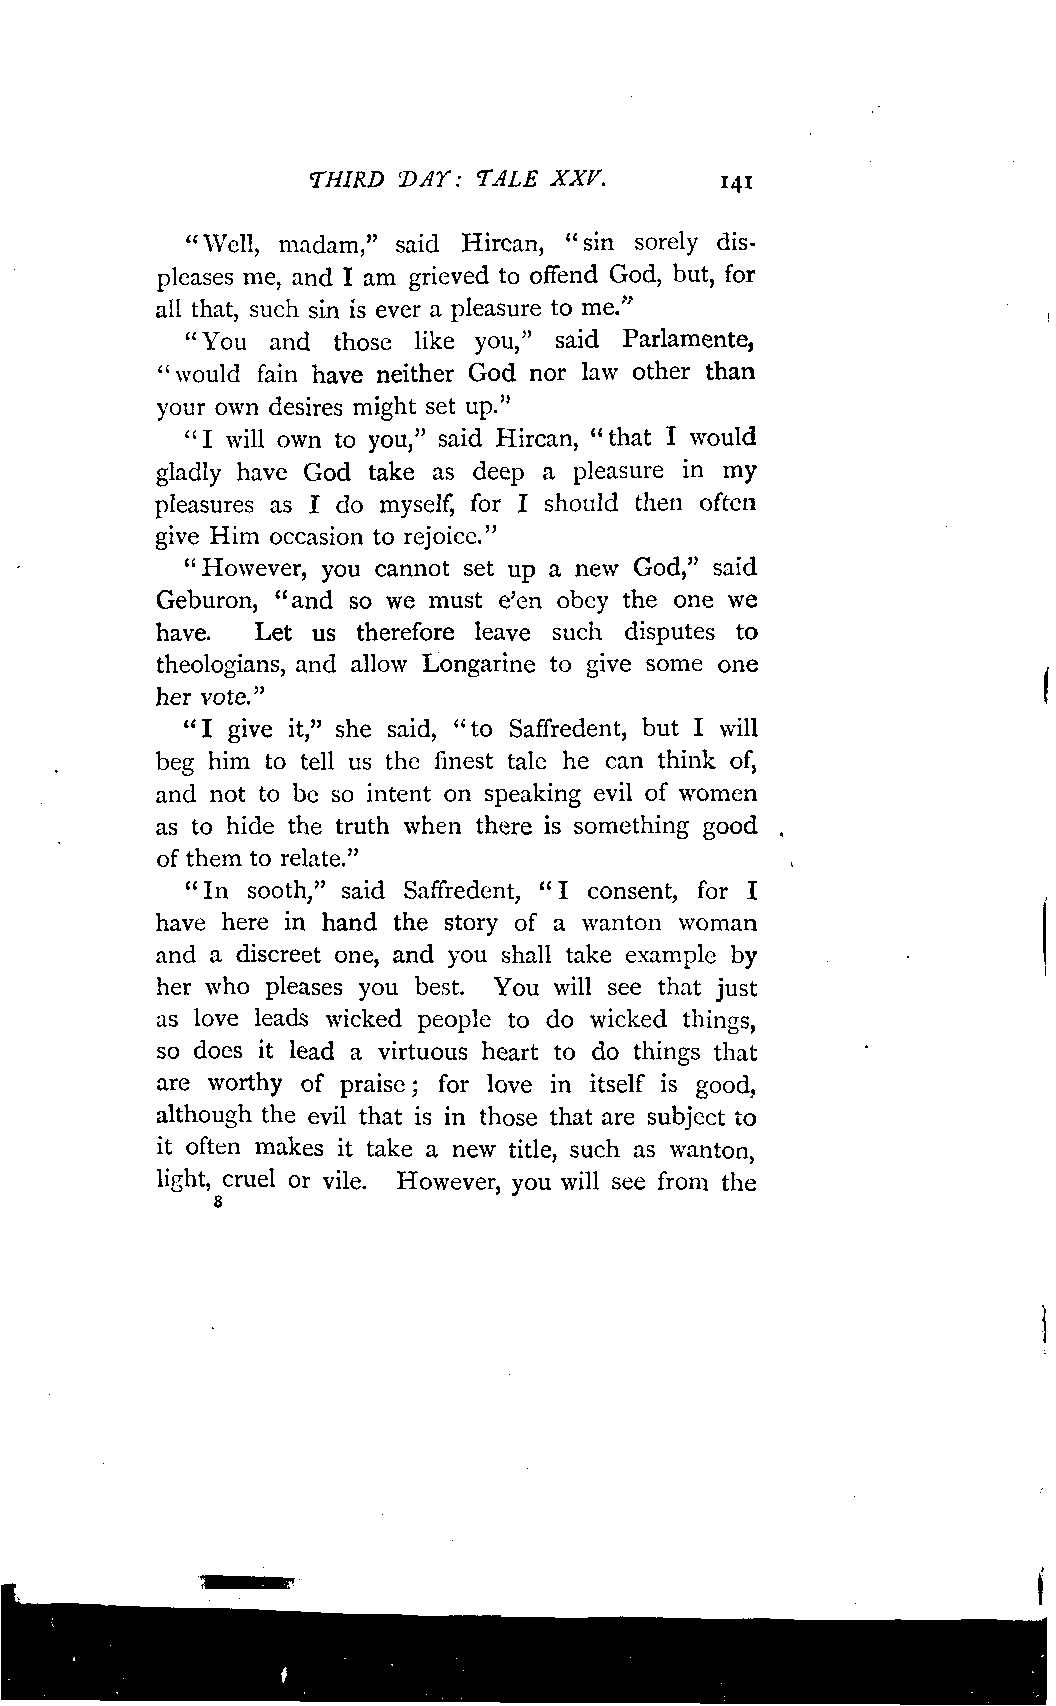 THIRD DAY: TALE XXV. 141
"Well, madam," said Hircan, "sin sorely dis-
pleases me, and I am grieved to offend God, but, for
all that, such sin is ever a pleasure to me."
"You and those like you," said Parlamente,
"would fain have neither God nor law other than
your own desires might set up."
"I will own to you," said Hircan, "that I would
gladly have God take as deep a pleasure in my
pleasures as I do myself, for I should then often
give Him occasion to rejoice."
"However, you cannot set up a new God," said
Geburon, "and so we must e'en obey the one we
have. Let us therefore leave such disputes to
theologians, and allow Longarine to give some one
her vote."
"I give it," she said, "to Saffredent, but I will
beg him to tell us the finest tale he can think of,
and not to be so intent on speaking evil of women
as to hide the truth when there is something good
of them to relate."
"In sooth," said Saffredent, "I consent, for I
have here in hand the story of a wanton woman
and a discreet one, and you shall take example by
her who pleases you best. You will see that just
as love leads wicked people to do wicked things,
so does it lead a virtuous heart to do things that
are worthy of praise; for love in itself is good,
although the evil that is in those that are subject to
it often makes it take a new title, such as wanton,
light, cruel or vile. However, you will see from the
8